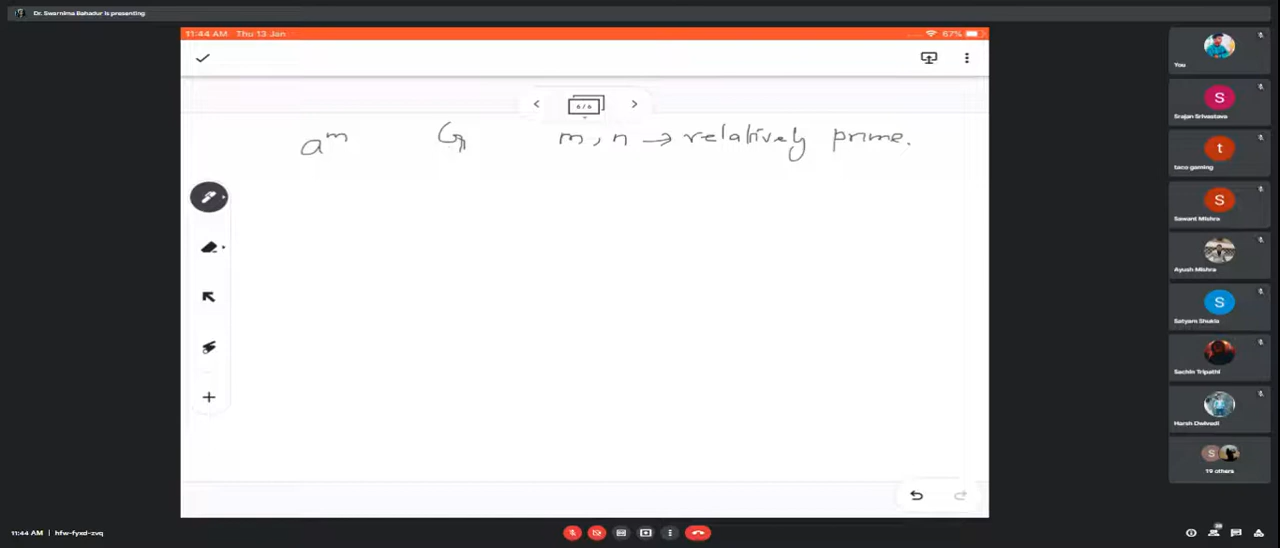 Dr. Swarnima Bahadur is presenting
11:44 AM Thu 13 Jan
67%
You
6/6
a^m G m, n → relatively prime.
S
Srajan Srivastava
t
taco gaming
S
Sawant Mishra
Ayush Mishra
S
Satyam Shukla
Sachin Tripathi
Harsh Dwivedi
S
19 others
11:44 AM | hfw-fyxd-zvq